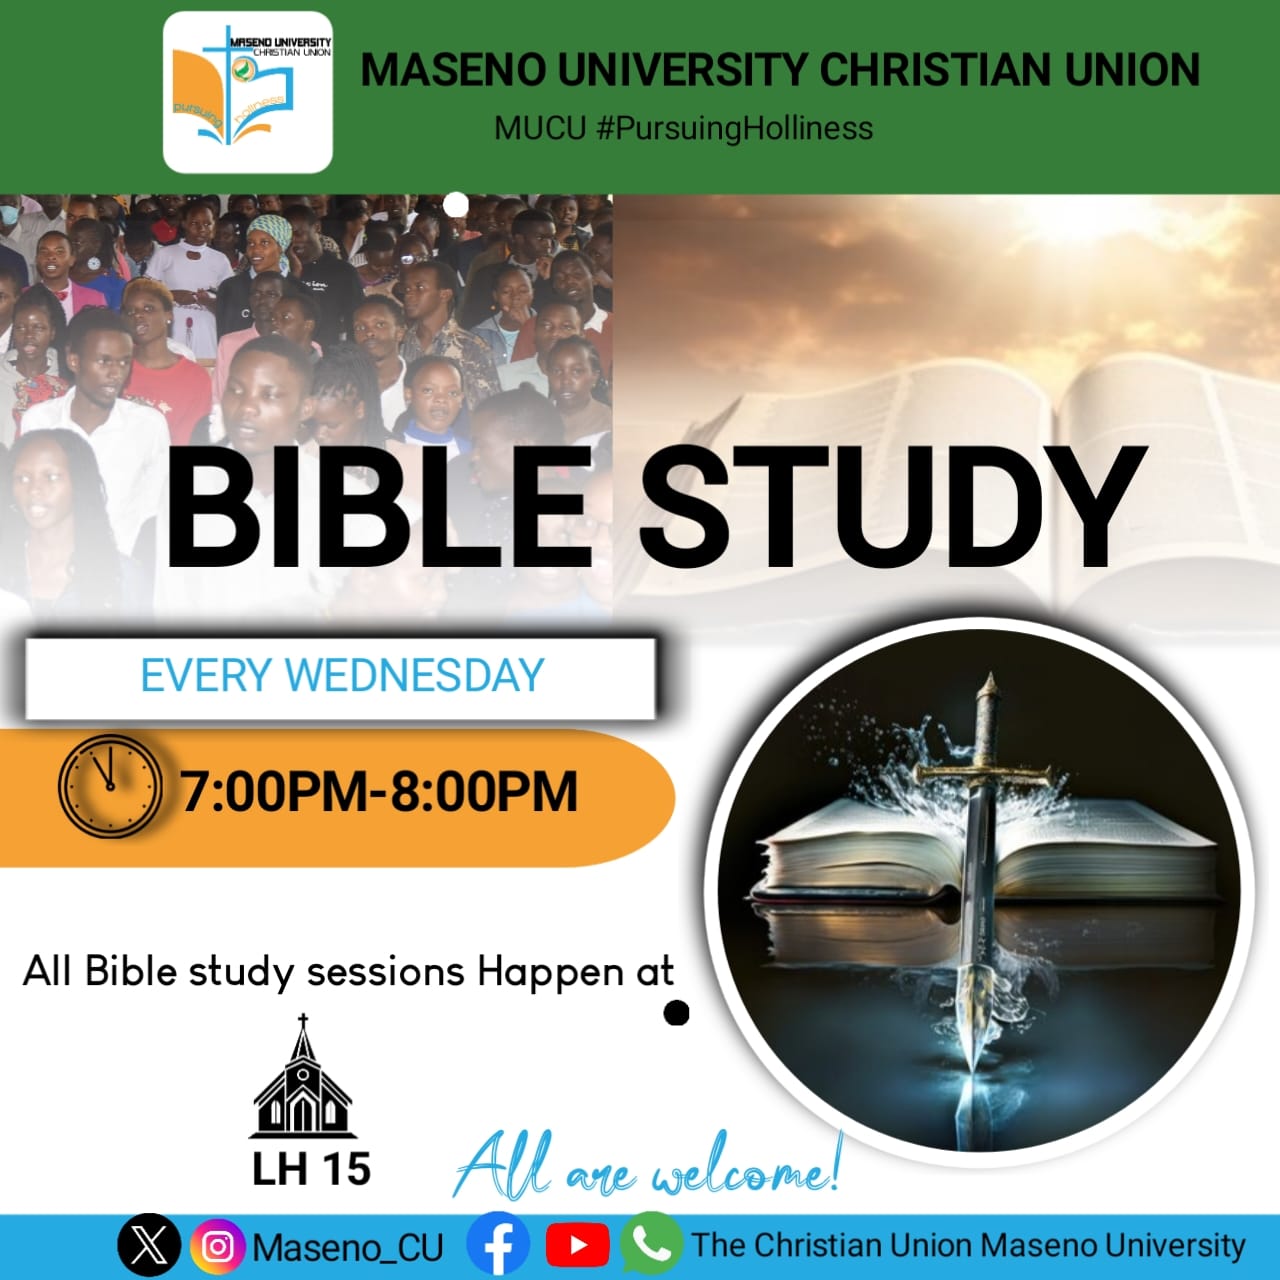 MASENO UNIVERSITY
CHRISTIAN UNION
pursuing holiness
MASENO UNIVERSITY CHRISTIAN UNION
MUCU #PursuingHolliness
BIBLE STUDY
EVERY WEDNESDAY
7:00PM-8:00PM
All Bible study sessions Happen at
LH 15
All are welcome!
Maseno_CU
The Christian Union Maseno University